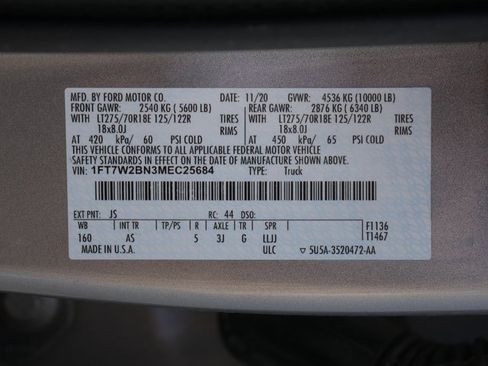 MFD. BY FORD MOTOR CO. 11/20 GVWR: 4536 KG (10000 LB)
FRONT GAWR: 2540 KG (5600 LB) REAR GAWR: 2876 KG (6340 LB)
WITH LT275/70R18E 125/122R TIRES WITH LT275/70R18E 125/122R TIRES
18x8.0J RIMS 18x8.0J RIMS
AT 420 kPa/ 60 PSI COLD AT 450 kPa/ 65 PSI COLD
THIS VEHICLE CONFORMS TO ALL APPLICABLE FEDERAL MOTOR VEHICLE
SAFETY STANDARDS IN EFFECT ON THE DATE OF MANUFACTURE SHOWN ABOVE.
VIN: 1FT7W2BN3MEC25684 TYPE: Truck
EXT PNT: JS RC: 44 DSO:
WB INT TR TP/PS R AXLE TR SPR F1136
160 AS 5 3J G LLJJ T1467
MADE IN U.S.A. ULC ▽ 5U5A-3520472-AA